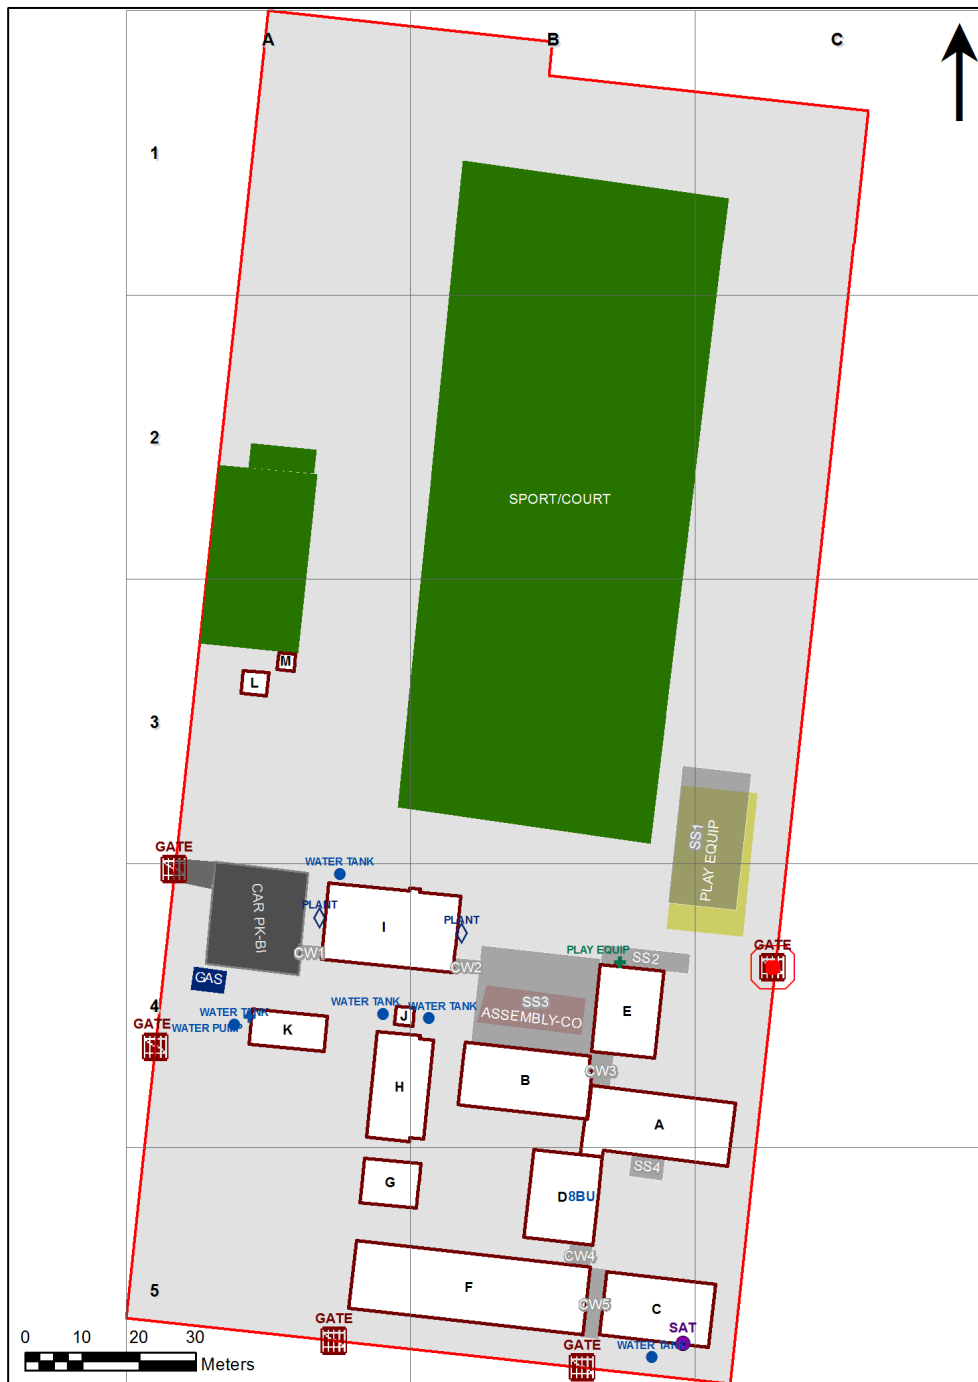 A
B
C
1
2
SPORT/COURT
M
L
3
SS1
PLAY EQUIP
GATE
WATER TANK
CAR PK-BI
PLANT
I
PLANT
CW1
CW2
PLAY EQUIP
SS2
GATE
GAS
SS3
ASSEMBLY-CO
E
4
WATER TANK
WATER TANK
J
WATER TANK
GATE
WATER PUMP
K
B
CW3
H
A
SS4
G
D
8BU
CW4
F
5
CW5
C
SAT
GATE
GATE
WATER TANK
0 10 20 30
Meters